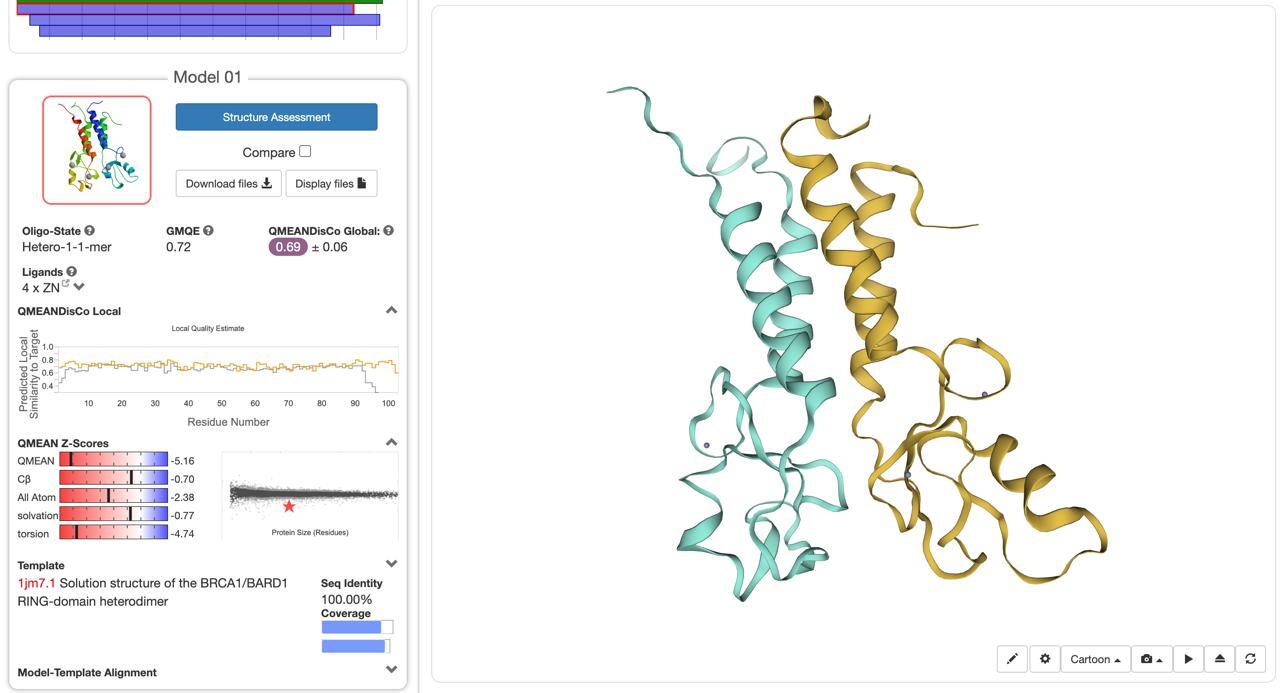 Model 01
Structure Assessment
Compare
Download files
Display files
Oligo-State
GMQE
QMEANDisCo Global:
Hetero-1-1-mer
0.72
0.69 ± 0.06
Ligands
4 x ZN
QMEANDisCo Local
Local Quality Estimate
Predicted Local
Similarity to Target
1.0
0.8
0.6
0.4
10 20 30 40 50 60 70 80 90 100
Residue Number
QMEAN Z-Scores
QMEAN -5.16
Cβ -0.70
All Atom -2.38
solvation -0.77
torsion -4.74
Protein Size (Residues)
Template
1jm7.1 Solution structure of the BRCA1/BARD1
RING-domain heterodimer
Seq Identity
100.00%
Coverage
Model-Template Alignment
Cartoon